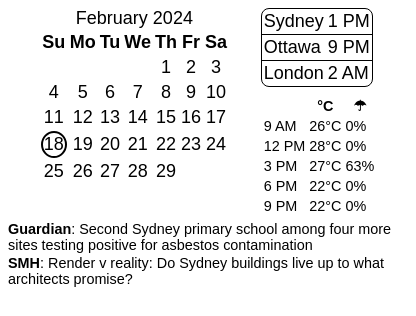 February 2024
Su Mo Tu We Th Fr Sa
1 2 3
4 5 6 7 8 9 10
11 12 13 14 15 16 17
18 19 20 21 22 23 24
25 26 27 28 29
Sydney 1 PM
Ottawa 9 PM
London 2 AM
°C ☂
9 AM 26°C 0%
12 PM 28°C 0%
3 PM 27°C 63%
6 PM 22°C 0%
9 PM 22°C 0%
Guardian: Second Sydney primary school among four more
sites testing positive for asbestos contamination
SMH: Render v reality: Do Sydney buildings live up to what
architects promise?